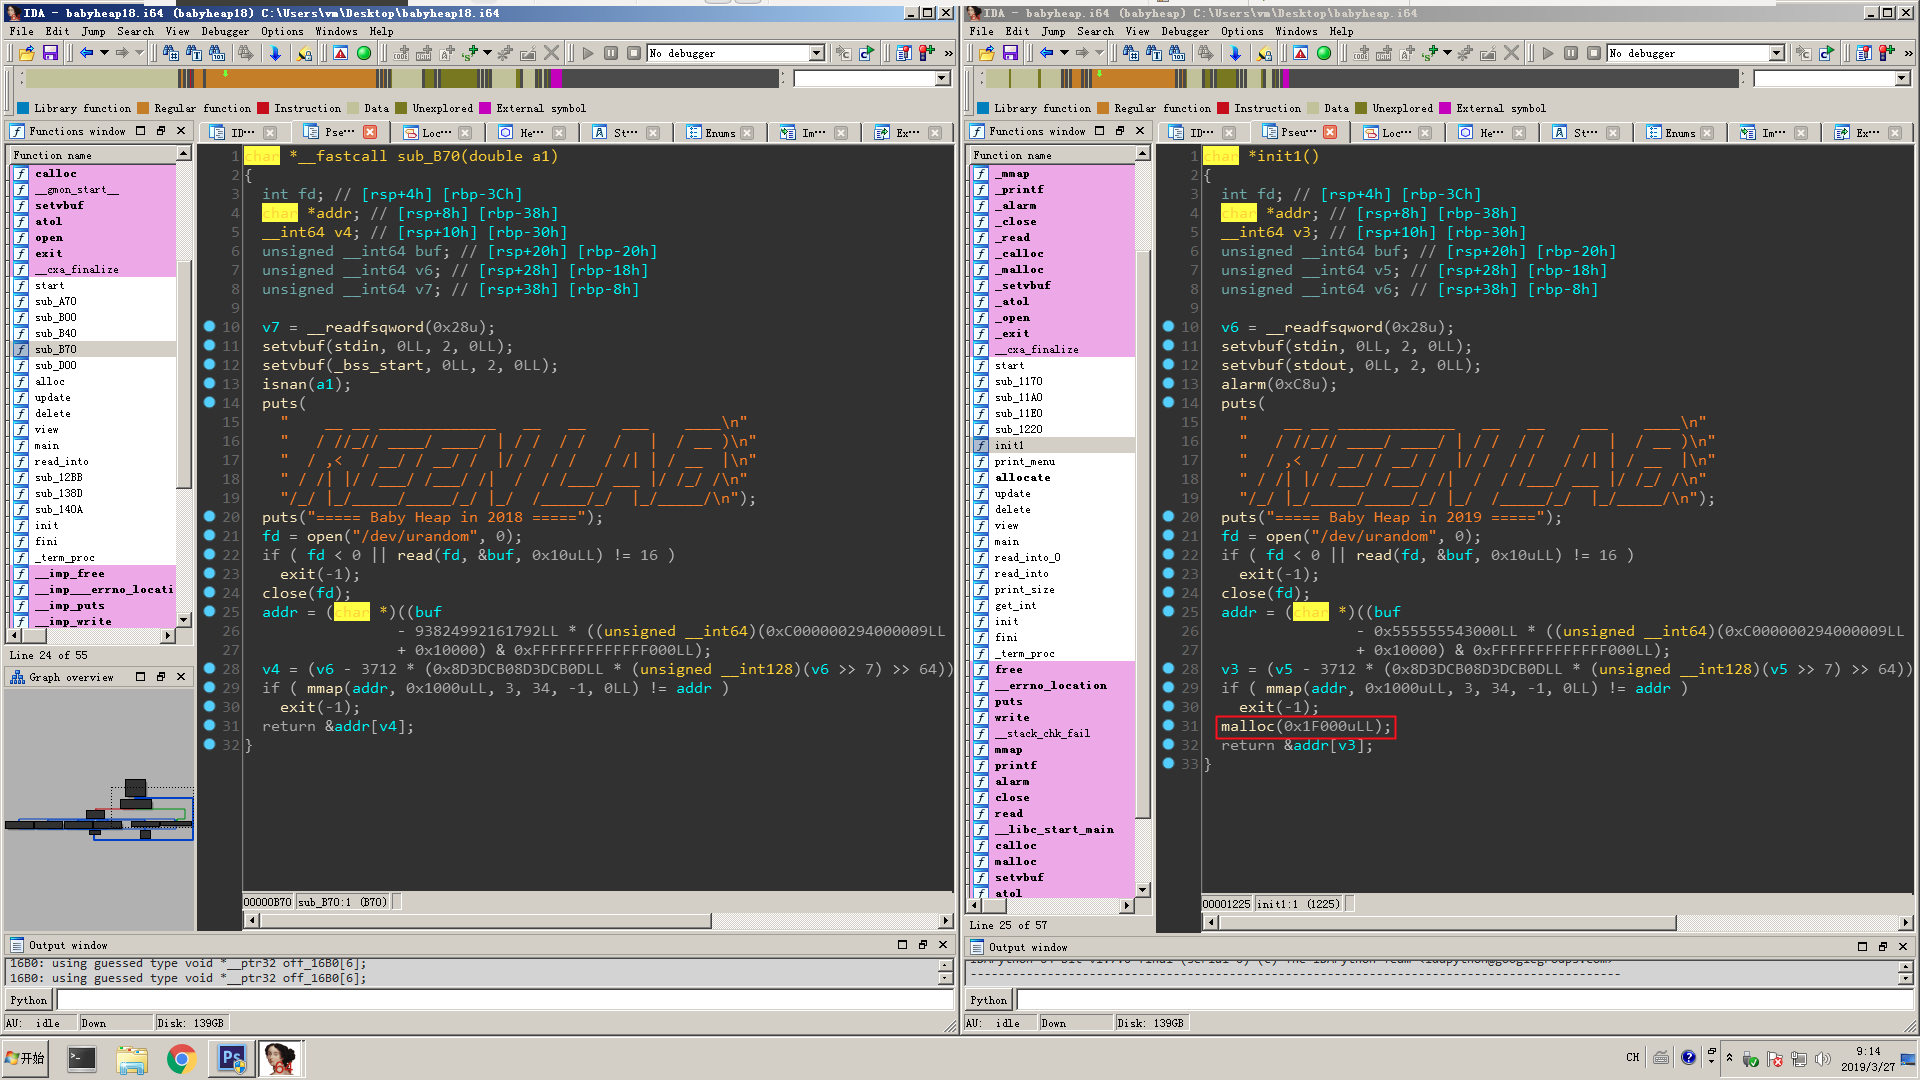 IDA - babyheap18.i64 (babyheap18) C:\Users\vm\Desktop\babyheap18.i64
File Edit Jump Search View Debugger Options Windows Help
No debugger
Library function Regular function Instruction Data Unexplored External symbol
Functions window
ID··· Pse··· Loc··· He··· St··· Enums Im··· Ex···
Function name
calloc
__gmon_start__
setvbuf
atol
open
exit
__cxa_finalize
start
sub_A70
sub_B00
sub_B40
sub_B70
sub_D00
alloc
update
delete
view
main
read_into
sub_12BB
sub_138D
sub_140A
init
fini
_term_proc
__imp_free
__imp___errno_locati
__imp_puts
__imp_write
Line 24 of 55
Graph overview
1 char *__fastcall sub_B70(double a1)
2 {
3 int fd; // [rsp+4h] [rbp-3Ch]
4 char *addr; // [rsp+8h] [rbp-38h]
5 __int64 v4; // [rsp+10h] [rbp-30h]
6 unsigned __int64 buf; // [rsp+20h] [rbp-20h]
7 unsigned __int64 v6; // [rsp+28h] [rbp-18h]
8 unsigned __int64 v7; // [rsp+38h] [rbp-8h]
9
10 v7 = __readfsqword(0x28u);
11 setvbuf(stdin, 0LL, 2, 0LL);
12 setvbuf(_bss_start, 0LL, 2, 0LL);
13 isnan(a1);
14 puts(
15 " __ __ _____________ __ __ ___ ____\n"
16 " / //_// ____/ ____/ | / / / / / | / __ )\n"
17 " / ,< / __/ / __/ / |/ / / / / /| | / __ |\n"
18 " / /| |/ /___/ /___/ /| / / /___/ ___ |/ /_/ /\n"
19 "/_/ |_/_____/_____/_/ |_/ /_____/_/ |_/_____/\n");
20 puts("===== Baby Heap in 2018 =====");
21 fd = open("/dev/urandom", 0);
22 if ( fd < 0 || read(fd, &buf, 0x10uLL) != 16 )
23 exit(-1);
24 close(fd);
25 addr = (char *)((buf
26 - 93824992161792LL * ((unsigned __int64)(0xC000000294000009LL
27 + 0x10000) & 0xFFFFFFFFFFFFF000LL);
28 v4 = (v6 - 3712 * (0x8D3DCB08D3DCB0DLL * (unsigned __int128)(v6 >> 7) >> 64))
29 if ( mmap(addr, 0x1000uLL, 3, 34, -1, 0LL) != addr )
30 exit(-1);
31 return &addr[v4];
32 }
00000B70 sub_B70:1 (B70)
Output window
16B0: using guessed type void *__ptr32 off_16B0[6];
16B0: using guessed type void *__ptr32 off_16B0[6];
Python
AU: idle Down Disk: 139GB
IDA - babyheap.i64 (babyheap) C:\Users\vm\Desktop\babyheap.i64
File Edit Jump Search View Debugger Options Windows Help
No debugger
Library function Regular function Instruction Data Unexplored External symbol
Functions window
ID··· Pseu··· Loc··· He··· St··· Enums Im··· Ex···
Function name
_mmap
_printf
_alarm
_close
_read
_calloc
_malloc
_setvbuf
_atol
_open
_exit
__cxa_finalize
start
sub_1170
sub_11A0
sub_11E0
sub_1220
init1
print_menu
allocate
update
delete
view
main
read_into_0
read_into
print_size
get_int
init
fini
_term_proc
free
__errno_location
puts
write
__stack_chk_fail
mmap
printf
alarm
close
read
__libc_start_main
calloc
malloc
setvbuf
atol
Line 25 of 57
1 char *init1()
2 {
3 int fd; // [rsp+4h] [rbp-3Ch]
4 char *addr; // [rsp+8h] [rbp-38h]
5 __int64 v3; // [rsp+10h] [rbp-30h]
6 unsigned __int64 buf; // [rsp+20h] [rbp-20h]
7 unsigned __int64 v5; // [rsp+28h] [rbp-18h]
8 unsigned __int64 v6; // [rsp+38h] [rbp-8h]
9
10 v6 = __readfsqword(0x28u);
11 setvbuf(stdin, 0LL, 2, 0LL);
12 setvbuf(stdout, 0LL, 2, 0LL);
13 alarm(0xC8u);
14 puts(
15 " __ __ _____________ __ __ ___ ____\n"
16 " / //_// ____/ ____/ | / / / / / | / __ )\n"
17 " / ,< / __/ / __/ / |/ / / / / /| | / __ |\n"
18 " / /| |/ /___/ /___/ /| / / /___/ ___ |/ /_/ /\n"
19 "/_/ |_/_____/_____/_/ |_/ /_____/_/ |_/_____/\n");
20 puts("===== Baby Heap in 2019 =====");
21 fd = open("/dev/urandom", 0);
22 if ( fd < 0 || read(fd, &buf, 0x10uLL) != 16 )
23 exit(-1);
24 close(fd);
25 addr = (char *)((buf
26 - 0x555555543000LL * ((unsigned __int64)(0xC000000294000009LL
27 + 0x10000) & 0xFFFFFFFFFFFFF000LL);
28 v3 = (v5 - 3712 * (0x8D3DCB08D3DCB0DLL * (unsigned __int128)(v5 >> 7) >> 64))
29 if ( mmap(addr, 0x1000uLL, 3, 34, -1, 0LL) != addr )
30 exit(-1);
31 malloc(0x1F000uLL);
32 return &addr[v3];
33 }
00001225 init1:1 (1225)
Output window
Python
AU: idle Down Disk: 139GB
开始
CH
9:14
2019/3/27